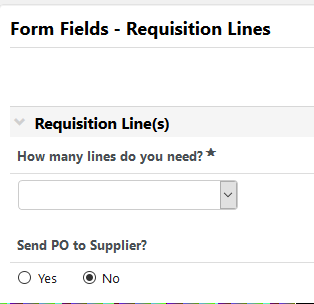 Form Fields - Requisition Lines
Requisition Line(s)
How many lines do you need?★
Send PO to Supplier?
Yes No